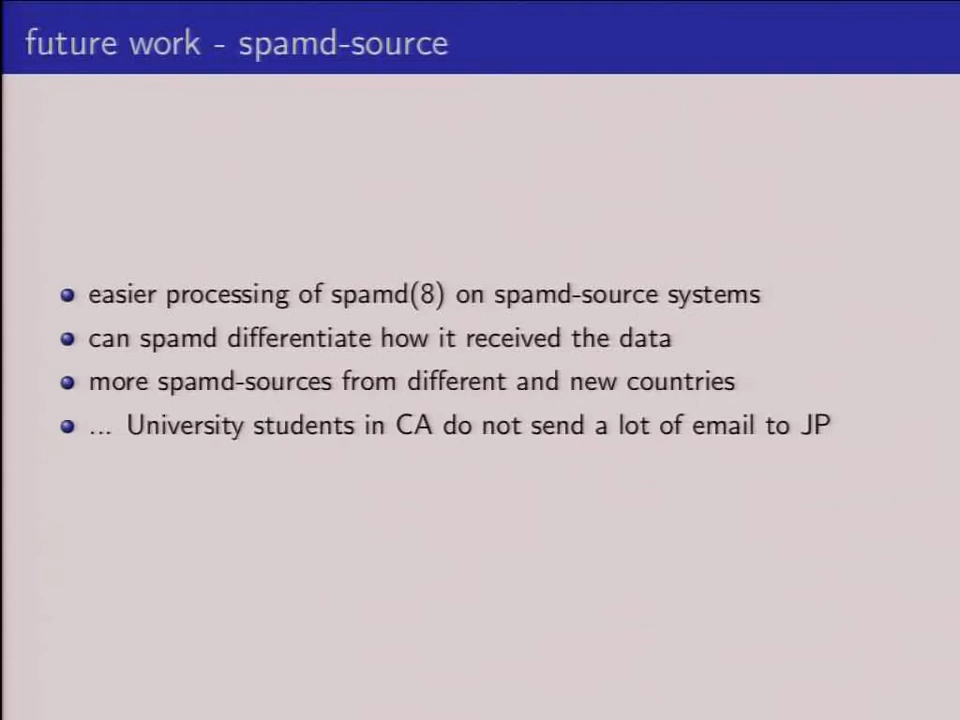 future work - spamd-source
easier processing of spamd(8) on spamd-source systems
can spamd differentiate how it received the data
more spamd-sources from different and new countries
... University students in CA do not send a lot of email to JP